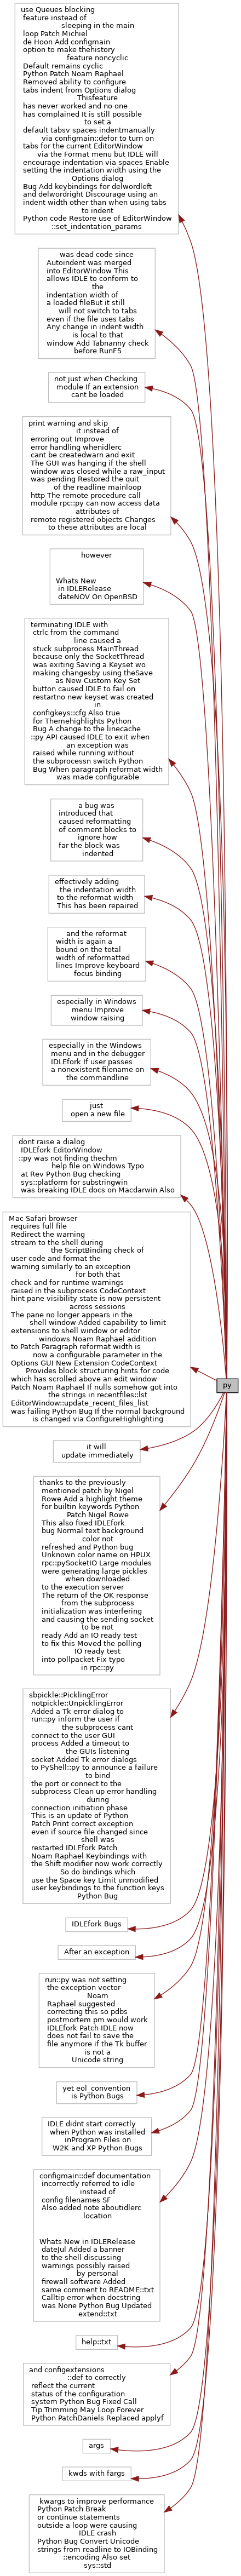 use Queues blocking
feature instead of
sleeping in the main
loop Patch Michiel
de Hoon Add configmain
option to make thehistory
feature noncyclic
Default remains cyclic
Python Patch Noam Raphael
Removed ability to configure
tabs indent from Options dialog
Thisfeature
has never worked and no one
has complained It is still possible
to set a
default tabsv spaces indentmanually
via configmain::defor to turn on
tabs for the current EditorWindow
via the Format menu but IDLE will
encourage indentation via spaces Enable
setting the indentation width using the
Options dialog
Bug Add keybindings for delwordleft
and delwordright Discourage using an
indent width other than when using tabs
to indent
Python code Restore use of EditorWindow
::set_indentation_params
was dead code since
Autoindent was merged
into EditorWindow This
allows IDLE to conform to
the
indentation width of
a loaded fileBut it still
will not switch to tabs
even if the file uses tabs
Any change in indent width
is local to that
window Add Tabnanny check
before RunF5
not just when Checking
module If an extension
cant be loaded
print warning and skip
it instead of
erroring out Improve
error handling whenidlerc
cant be createdwarn and exit
The GUI was hanging if the shell
window was closed while a raw_input
was pending Restored the quit
of the readline mainloop
http The remote procedure call
module rpc::py can now access data
attributes of
remote registered objects Changes
to these attributes are local
however
Whats New
in IDLERelease
dateNOV On OpenBSD
terminating IDLE with
ctrlc from the command
line caused a
stuck subprocess MainThread
because only the SocketThread
was exiting Saving a Keyset wo
making changesby using theSave
as New Custom Key Set
button caused IDLE to fail on
restartno new keyset was created
in
configkeys::cfg Also true
for Themehighlights Python
Bug A change to the linecache
::py API caused IDLE to exit when
an exception was
raised while running without
the subprocessn switch Python
Bug When paragraph reformat width
was made configurable
a bug was
introduced that
caused reformatting
of comment blocks to
ignore how
far the block was
indented
effectively adding
the indentation width
to the reformat width
This has been repaired
and the reformat
width is again a
bound on the total
width of reformatted
lines Improve keyboard
focus binding
especially in Windows
menu Improve
window raising
especially in the Windows
menu and in the debugger
IDLEfork If user passes
a nonexistent filename on
the commandline
just
open a new file
dont raise a dialog
IDLEfork EditorWindow
::py was not finding thechm
help file on Windows Typo
at Rev Python Bug checking
sys::platform for substringwin
was breaking IDLE docs on Macdarwin Also
Mac Safari browser
requires full file
Redirect the warning
stream to the shell during
the ScriptBinding check of
user code and format the
warning similarly to an exception
for both that
check and for runtime warnings
raised in the subprocess CodeContext
hint pane visibility state is now persistent
across sessions
The pane no longer appears in the
shell window Added capability to limit
extensions to shell window or editor
windows Noam Raphael addition
to Patch Paragraph reformat width is
now a configurable parameter in the
Options GUI New Extension CodeContext
Provides block structuring hints for code
which has scrolled above an edit window
Patch Noam Raphael If nulls somehow got into
the strings in recentfiles::lst
EditorWindow::update_recent_files_list
was failing Python Bug If the normal background
is changed via ConfigureHighlighting
py
it will
update immediately
thanks to the previously
mentioned patch by Nigel
Rowe Add a highlight theme
for builtin keywords Python
Patch Nigel Rowe
This also fixed IDLEfork
bug Normal text background
color not
refreshed and Python bug
Unknown color name on HPUX
rpc::pySocketIO Large modules
were generating large pickles
when downloaded
to the execution server
The return of the OK response
from the subprocess
initialization was interfering
and causing the sending socket
to be not
ready Add an IO ready test
to fix this Moved the polling
IO ready test
into pollpacket Fix typo
in rpc::py
sbpickle::PicklingError
notpickle::UnpicklingError
Added a Tk error dialog to
run::py inform the user if
the subprocess cant
connect to the user GUI
process Added a timeout to
the GUIs listening
socket Added Tk error dialogs
to PyShell::py to announce a failure
to bind
the port or connect to the
subprocess Clean up error handling
during
connection initiation phase
This is an update of Python
Patch Print correct exception
even if source file changed since
shell was
restarted IDLEfork Patch
Noam Raphael Keybindings with
the Shift modifier now work correctly
So do bindings which
use the Space key Limit unmodified
user keybindings to the function keys
Python Bug
IDLEfork Bugs
After an exception
run::py was not setting
the exception vector
Noam
Raphael suggested
correcting this so pdbs
postmortem pm would work
IDLEfork Patch IDLE now
does not fail to save the
file anymore if the Tk buffer
is not a
Unicode string
yet eol_convention
is Python Bugs
IDLE didnt start correctly
when Python was installed
inProgram Files on
W2K and XP Python Bugs
configmain::def documentation
incorrectly referred to idle
instead of
config filenames SF
Also added note aboutidlerc
location
Whats New in IDLERelease
dateJul Added a banner
to the shell discussing
warnings possibly raised
by personal
firewall software Added
same comment to README::txt
Calltip error when docstring
was None Python Bug Updated
extend::txt
help::txt
and configextensions
::def to correctly
reflect the current
status of the configuration
system Python Bug Fixed Call
Tip Trimming May Loop Forever
Python PatchDaniels Replaced applyf
args
kwds with fargs
kwargs to improve performance
Python Patch Break
or continue statements
outside a loop were causing
IDLE crash
Python Bug Convert Unicode
strings from readline to IOBinding
::encoding Also set
sys::std